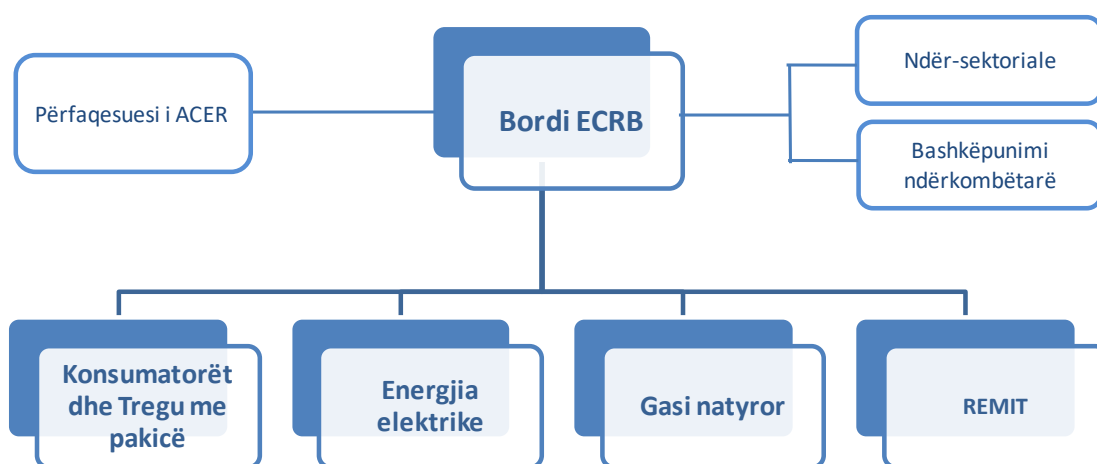 Përfaqesuesi i ACER
Bordi ECRB
Ndër-sektoriale
Bashkëpunimi
ndërkombëtarë
Konsumatorët
dhe Tregu me
pakicë
Energjia
elektrike
Gasi natyror
REMIT